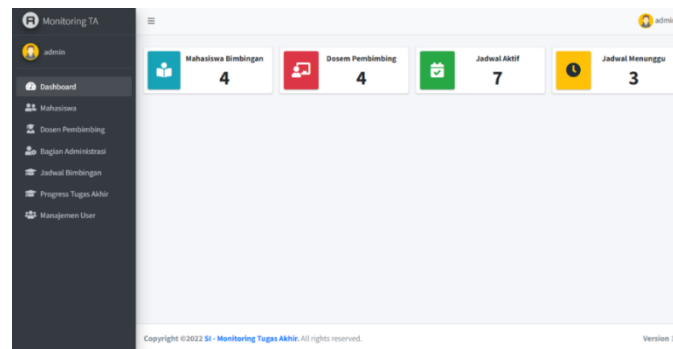 Monitoring TA
admin
admin
Mahasiswa Bimbingan
4
Dosem Pembimbing
4
Jadwal Aktif
7
Jadwal Menunggu
3
Dashboard
Mahasiswa
Dosen Pembimbing
Bagian Administrasi
Jadwal Bimbingan
Progress Tugas Akhir
Manajemen User
Copyright ©2022 SI - Monitoring Tugas Akhir. All rights reserved.
Version